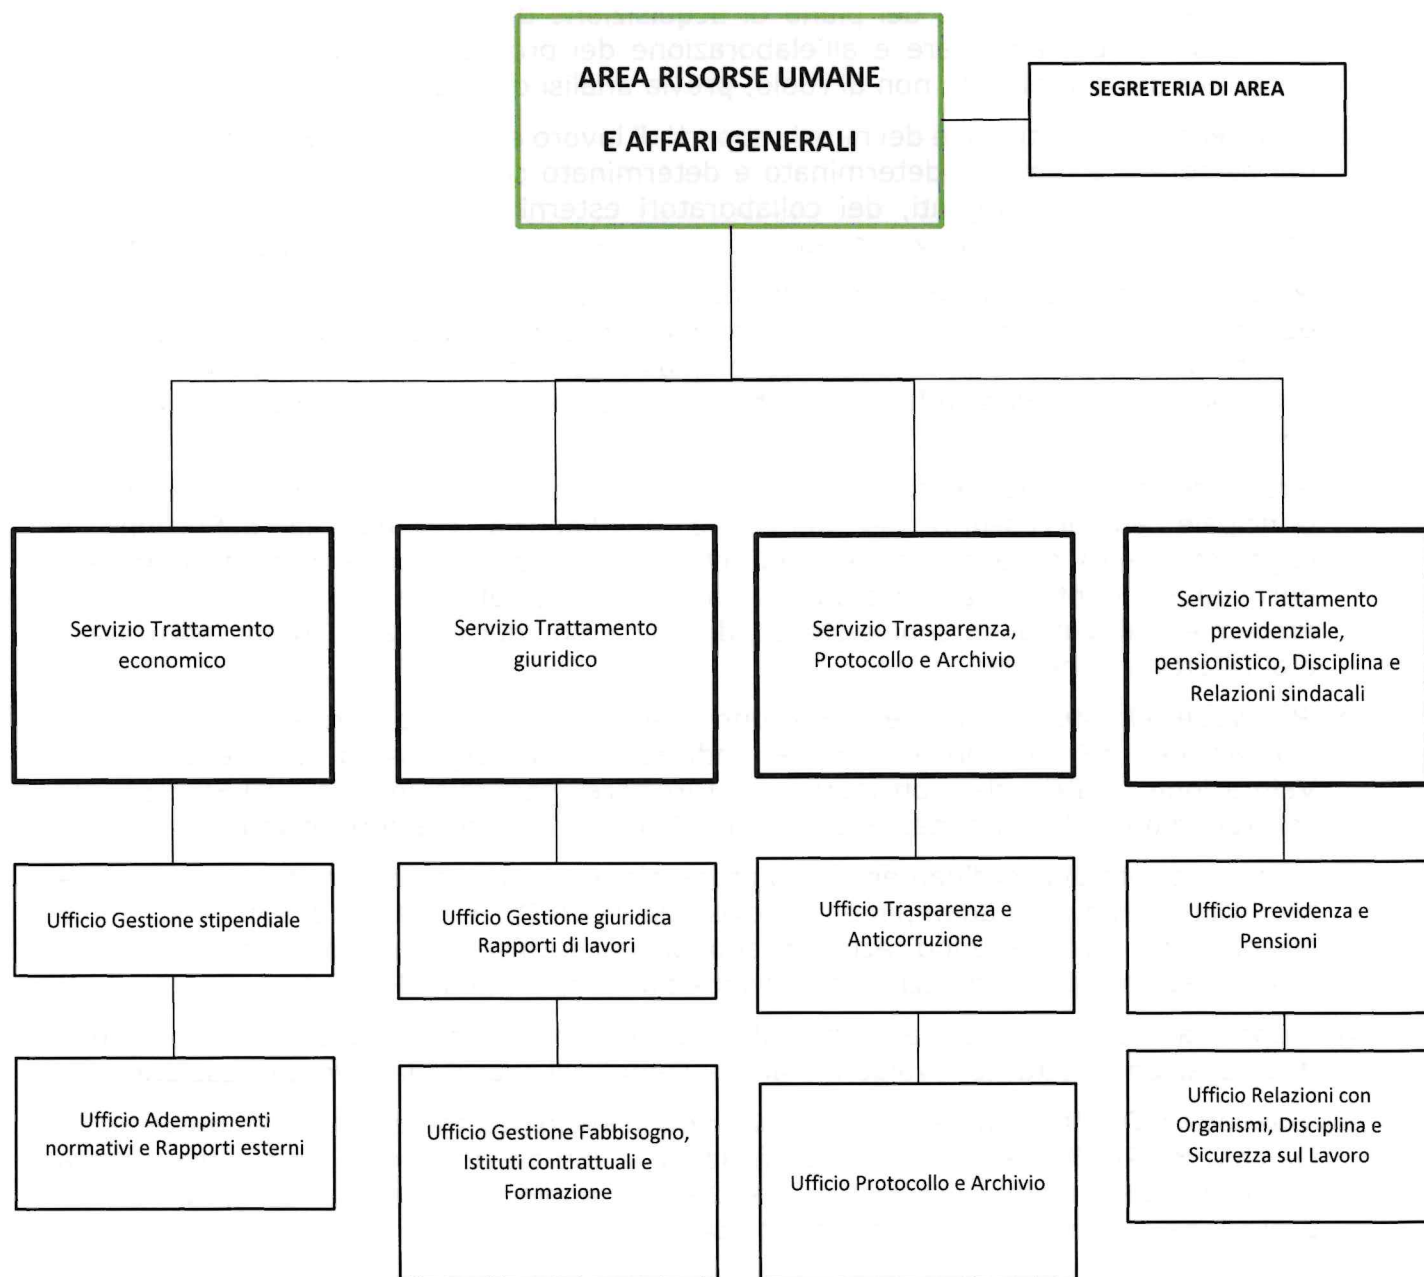 AREA RISORSE UMANE
E AFFARI GENERALI
SEGRETERIA DI AREA
Servizio Trattamento
economico
Servizio Trattamento
giuridico
Servizio Trasparenza,
Protocollo e Archivio
Servizio Trattamento
previdenziale,
pensionistico, Disciplina e
Relazioni sindacali
Ufficio Gestione stipendiale
Ufficio Gestione giuridica
Rapporti di lavori
Ufficio Trasparenza e
Anticorruzione
Ufficio Previdenza e
Pensioni
Ufficio Adempimenti
normativi e Rapporti esterni
Ufficio Gestione Fabbisogno,
Istituti contrattuali e
Formazione
Ufficio Protocollo e Archivio
Ufficio Relazioni con
Organismi, Disciplina e
Sicurezza sul Lavoro